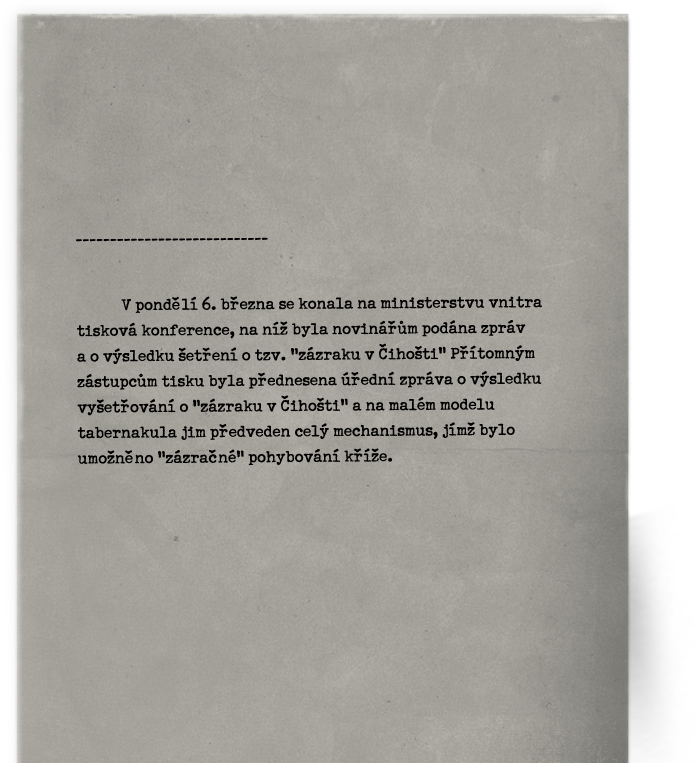 -----------------------------
V pondělí 6. března se konala na ministerstvu vnitra
tisková konference, na níž byla novinářům podána zpráv
a o výsledku šetření o tzv. "zázraku v Čihošti" Přítomným
zástupcům tisku byla přednesena úřední zpráva o výsledku
vyšetřování o "zázraku v Čihošti" a na malém modelu
tabernakula jim předveden celý mechanismus, jímž bylo
umožněno "zázračné" pohybování kříže.